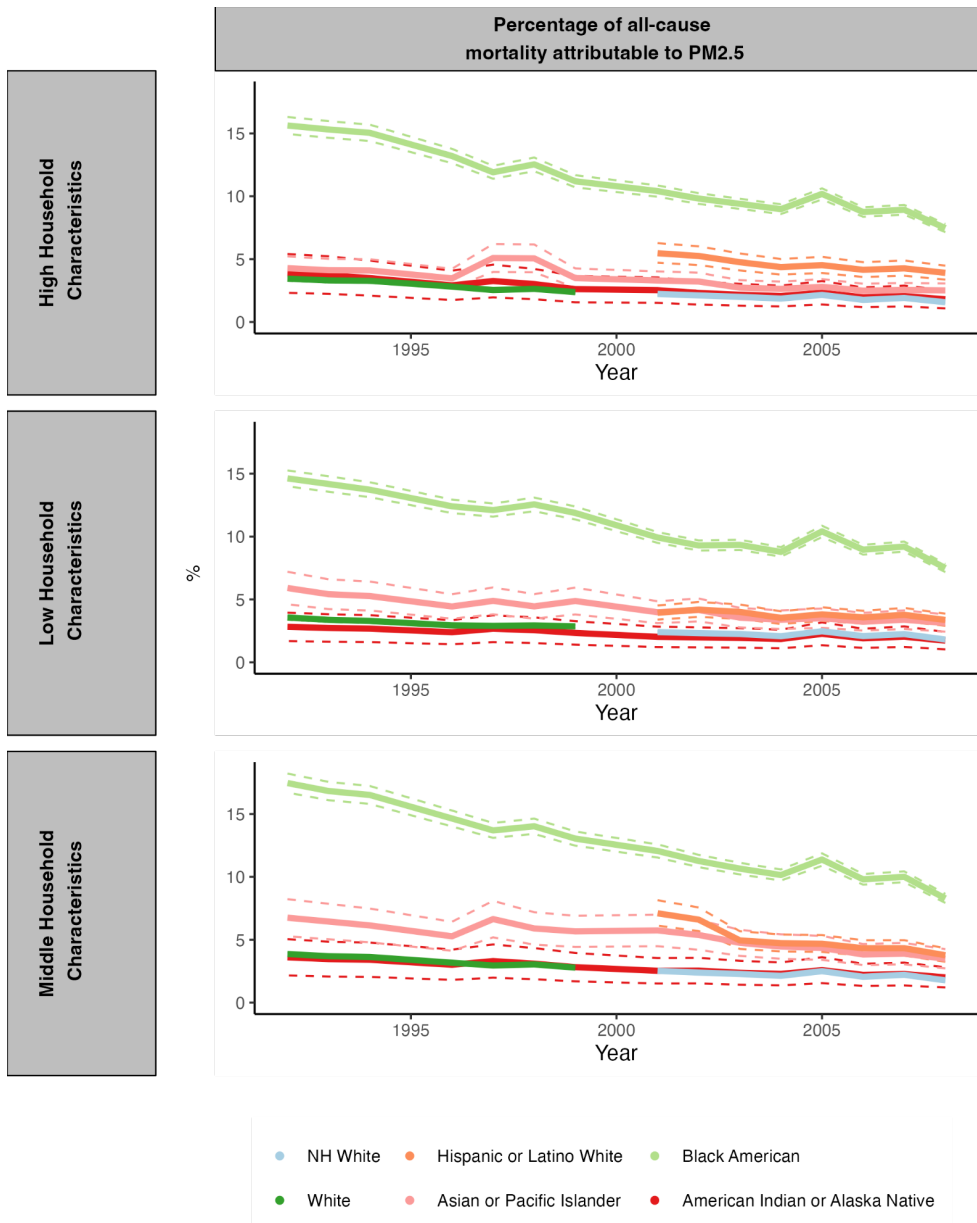 Percentage of all-cause
mortality attributable to PM2.5
High Household
Characteristics
15
10
5
0
1995 2000 2005
Year
Low Household
Characteristics
%
15
10
5
0
1995 2000 2005
Year
Middle Household
Characteristics
15
10
5
0
1995 2000 2005
Year
NH White Hispanic or Latino White Black American
White Asian or Pacific Islander American Indian or Alaska Native